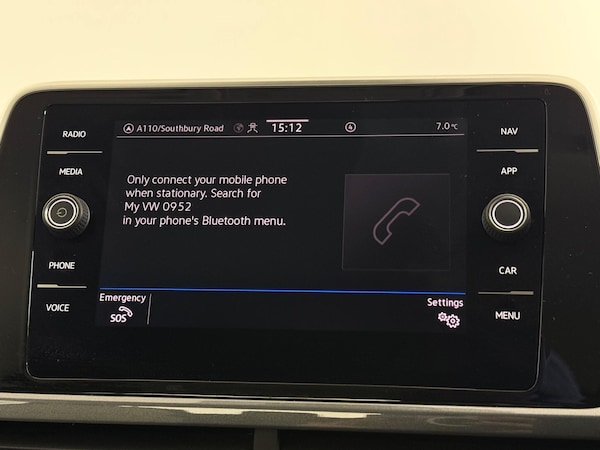 RADIO
MEDIA
PHONE
VOICE
A110/Southbury Road 15:12 7.0°C
Only connect your mobile phone
when stationary. Search for
My VW 0952
in your phone's Bluetooth menu.
Emergency
SOS
Settings
NAV
APP
CAR
MENU